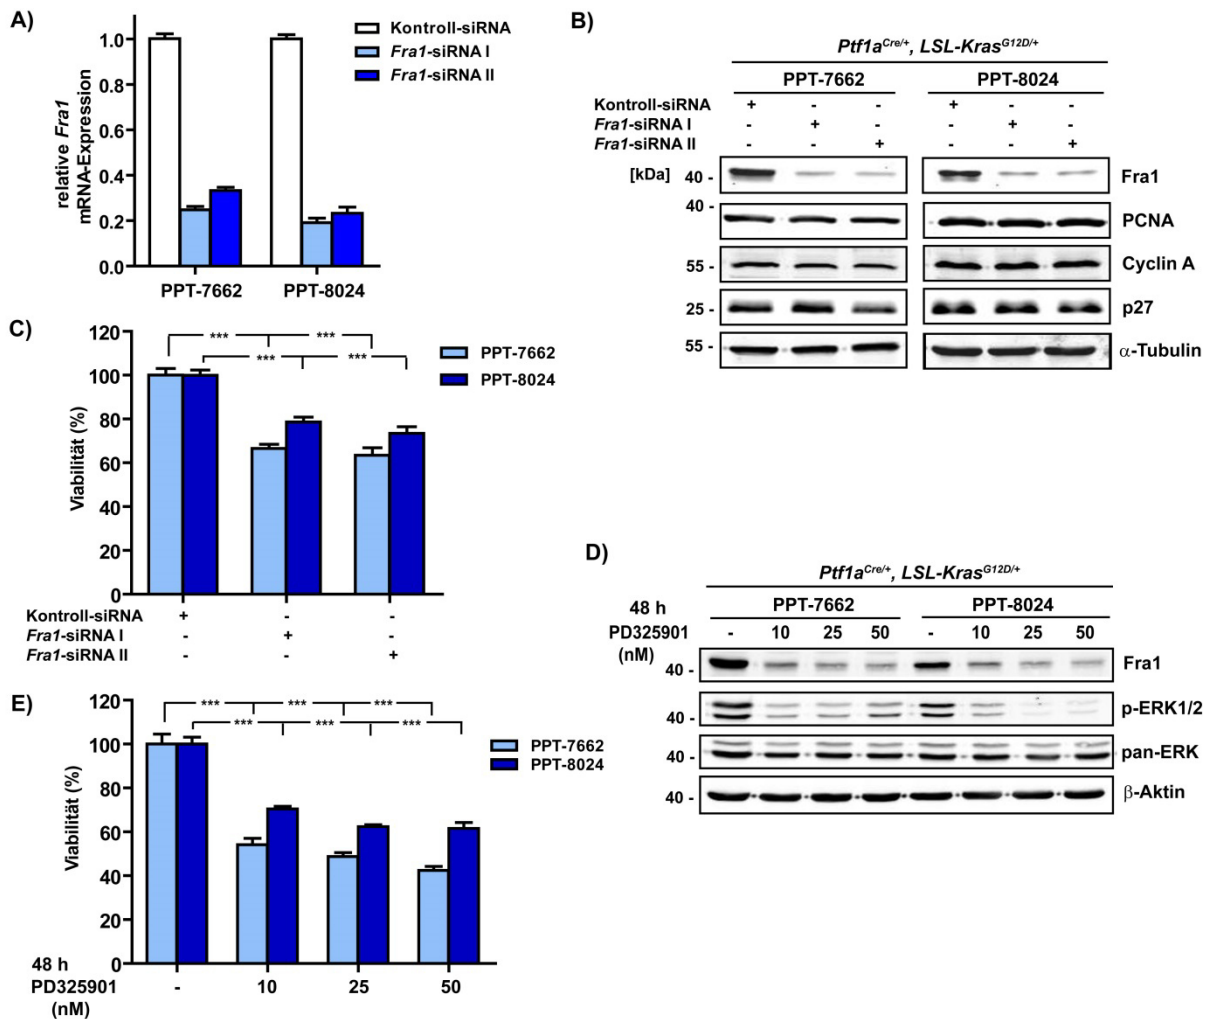 A)
Kontroll-siRNA
Fra1-siRNA I
Fra1-siRNA II
relative Fra1
mRNA-Expression
1.0
0.8
0.6
0.4
0.2
0.0
PPT-7662 PPT-8024
B)
Ptf1aCre/+, LSL-KrasG12D/+
PPT-7662 PPT-8024
Kontroll-siRNA + - - + - -
Fra1-siRNA I - + - - + -
Fra1-siRNA II - - + - - +
[kDa] 40 - Fra1
40 - PCNA
55 - Cyclin A
25 - p27
55 - α-Tubulin
C)
Viabilität (%)
120
100
80
60
40
20
0
*** ***
*** ***
PPT-7662
PPT-8024
Kontroll-siRNA + - -
Fra1-siRNA I - + -
Fra1-siRNA II - - +
D)
Ptf1aCre/+, LSL-KrasG12D/+
48 h PPT-7662 PPT-8024
PD325901 - 10 25 50 - 10 25 50
(nM)
40 - Fra1
40 - p-ERK1/2
40 - pan-ERK
40 - β-Aktin
E)
Viabilität (%)
120
100
80
60
40
20
0
*** *** ***
*** *** ***
PPT-7662
PPT-8024
48 h
PD325901 - 10 25 50
(nM)